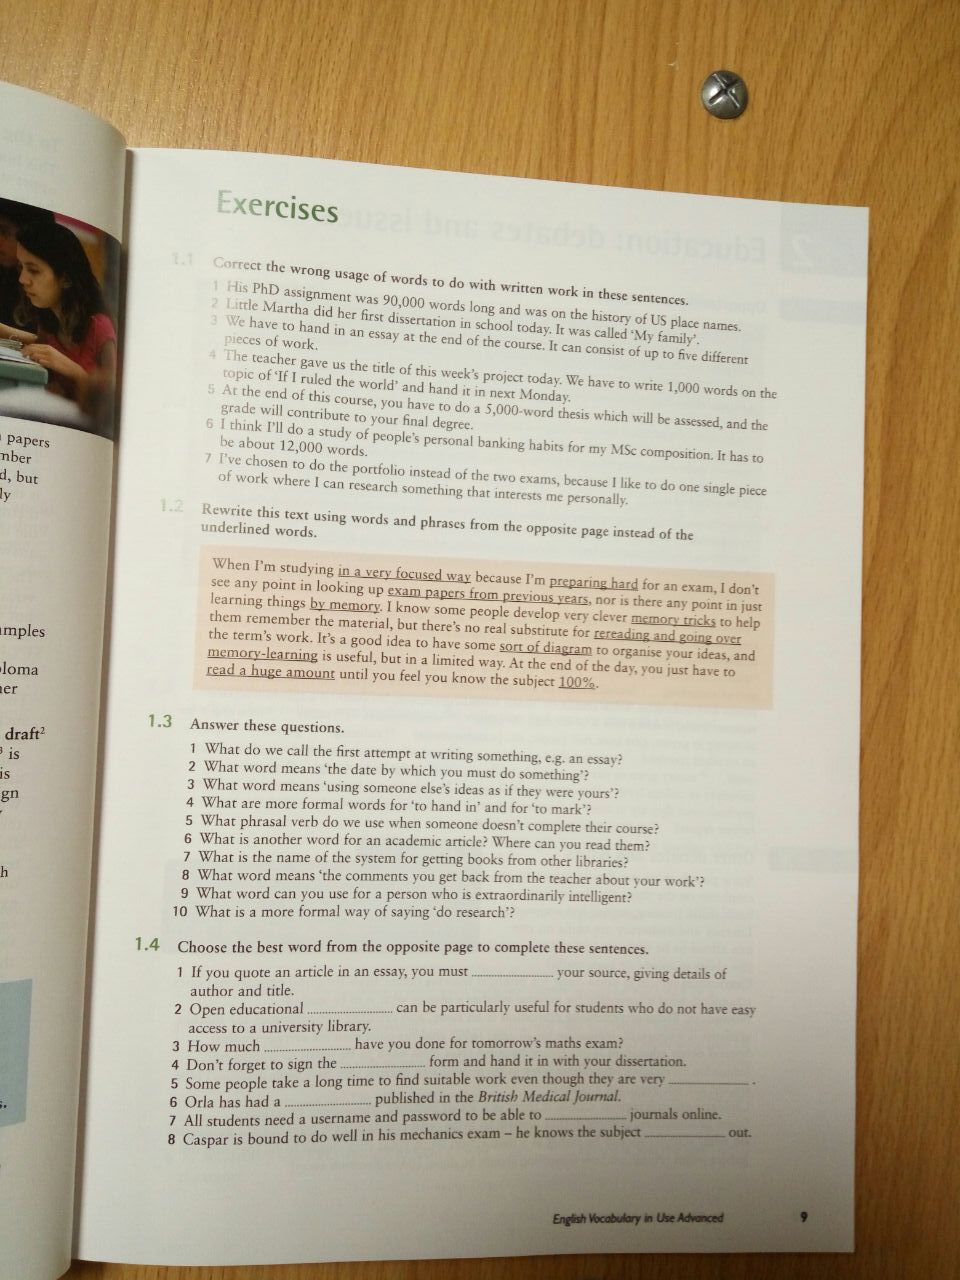 papers
mber
d, but
ly
amples
ploma
her
draft²
³ is
is
gn
h
s.
Exercises
1.1 Correct the wrong usage of words to do with written work in these sentences.
1 His PhD assignment was 90,000 words long and was on the history of US place names.
2 Little Martha did her first dissertation in school today. It was called ‘My family’.
3 We have to hand in an essay at the end of the course. It can consist of up to five different
pieces of work.
4 The teacher gave us the title of this week’s project today. We have to write 1,000 words on the
topic of ‘If I ruled the world’ and hand it in next Monday.
5 At the end of this course, you have to do a 5,000-word thesis which will be assessed, and the
grade will contribute to your final degree.
6 I think I’ll do a study of people’s personal banking habits for my MSc composition. It has to
be about 12,000 words.
7 I’ve chosen to do the portfolio instead of the two exams, because I like to do one single piece
of work where I can research something that interests me personally.
1.2 Rewrite this text using words and phrases from the opposite page instead of the
underlined words.
When I’m studying in a very focused way because I’m preparing hard for an exam, I don’t
see any point in looking up exam papers from previous years, nor is there any point in just
learning things by memory. I know some people develop very clever memory tricks to help
them remember the material, but there’s no real substitute for rereading and going over
the term’s work. It’s a good idea to have some sort of diagram to organise your ideas, and
memory-learning is useful, but in a limited way. At the end of the day, you just have to
read a huge amount until you feel you know the subject 100%.
1.3 Answer these questions.
1 What do we call the first attempt at writing something, e.g. an essay?
2 What word means ‘the date by which you must do something’?
3 What word means ‘using someone else’s ideas as if they were yours’?
4 What are more formal words for ‘to hand in’ and for ‘to mark’?
5 What phrasal verb do we use when someone doesn’t complete their course?
6 What is another word for an academic article? Where can you read them?
7 What is the name of the system for getting books from other libraries?
8 What word means ‘the comments you get back from the teacher about your work’?
9 What word can you use for a person who is extraordinarily intelligent?
10 What is a more formal way of saying ‘do research’?
1.4 Choose the best word from the opposite page to complete these sentences.
1 If you quote an article in an essay, you must .......................... your source, giving details of
author and title.
2 Open educational .......................... can be particularly useful for students who do not have easy
access to a university library.
3 How much .......................... have you done for tomorrow’s maths exam?
4 Don’t forget to sign the .......................... form and hand it in with your dissertation.
5 Some people take a long time to find suitable work even though they are very .......................... .
6 Orla has had a .......................... published in the British Medical Journal.
7 All students need a username and password to be able to .......................... journals online.
8 Caspar is bound to do well in his mechanics exam – he knows the subject .......................... out.
English Vocabulary in Use Advanced 9